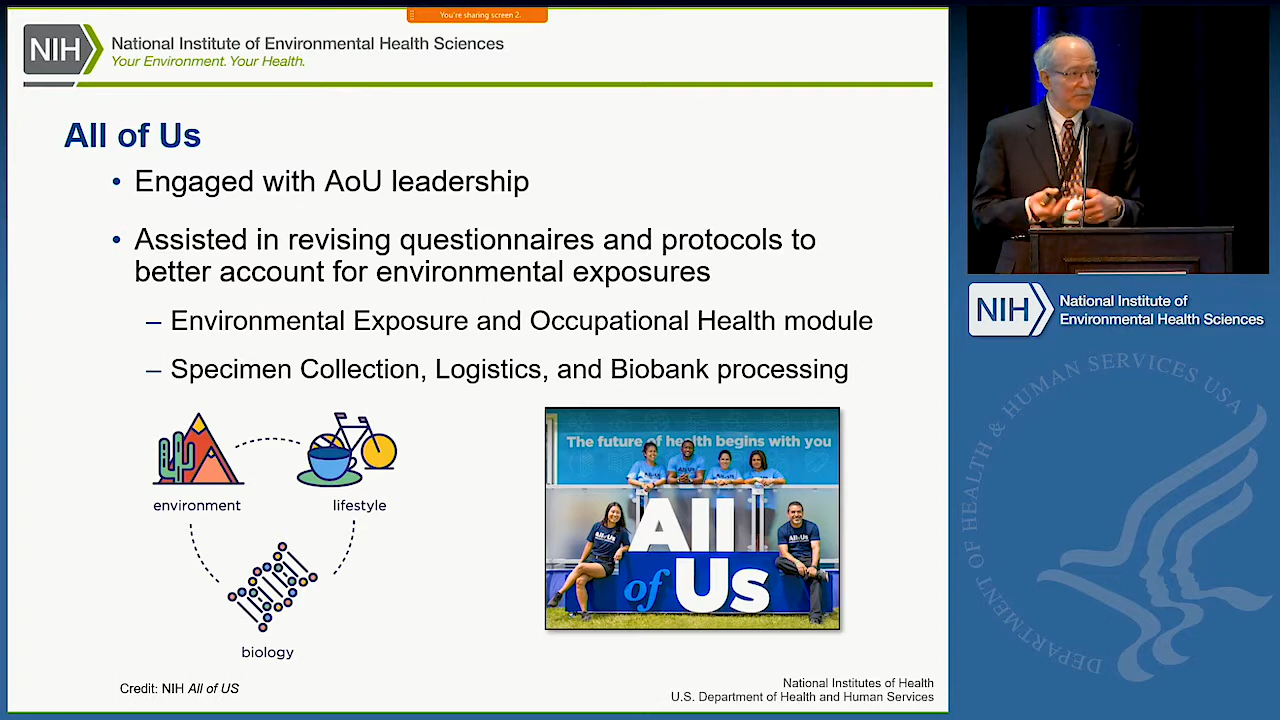 You're sharing screen 2.
NIH
National Institute of Environmental Health Sciences
Your Environment. Your Health.
All of Us
• Engaged with AoU leadership
• Assisted in revising questionnaires and protocols to
better account for environmental exposures
– Environmental Exposure and Occupational Health module
– Specimen Collection, Logistics, and Biobank processing
environment
lifestyle
biology
The future of health begins with you
All
of Us
Credit: NIH All of US
National Institutes of Health
U.S. Department of Health and Human Services
NIH
National Institute of
Environmental Health Sciences
DEPARTMENT OF HEALTH & HUMAN SERVICES USA